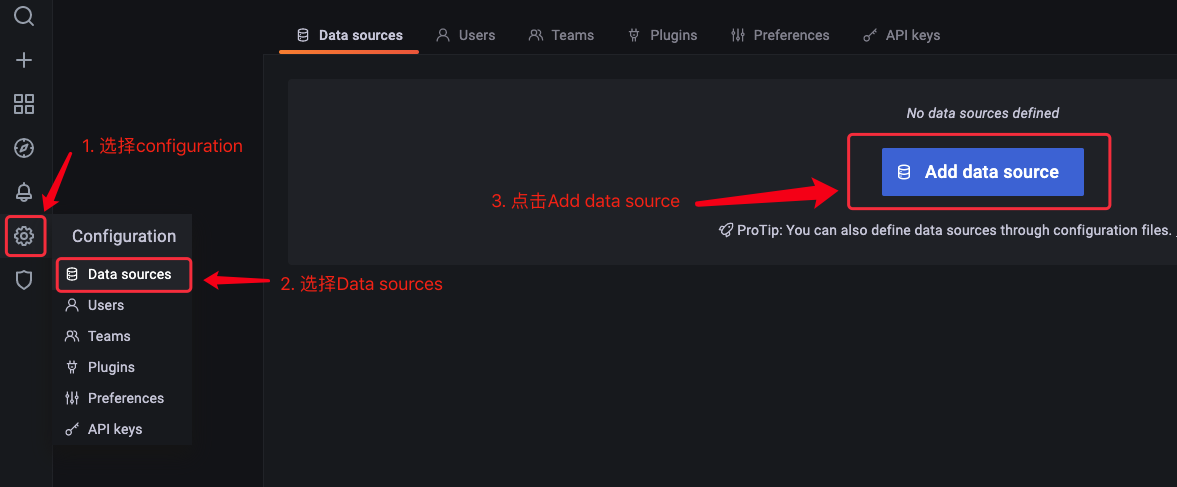 Data sources
Users
Teams
Plugins
Preferences
API keys
No data sources defined
1. 选择configuration
Add data source
3. 点击Add data source
ProTip: You can also define data sources through configuration files.
Configuration
Data sources
2. 选择Data sources
Users
Teams
Plugins
Preferences
API keys